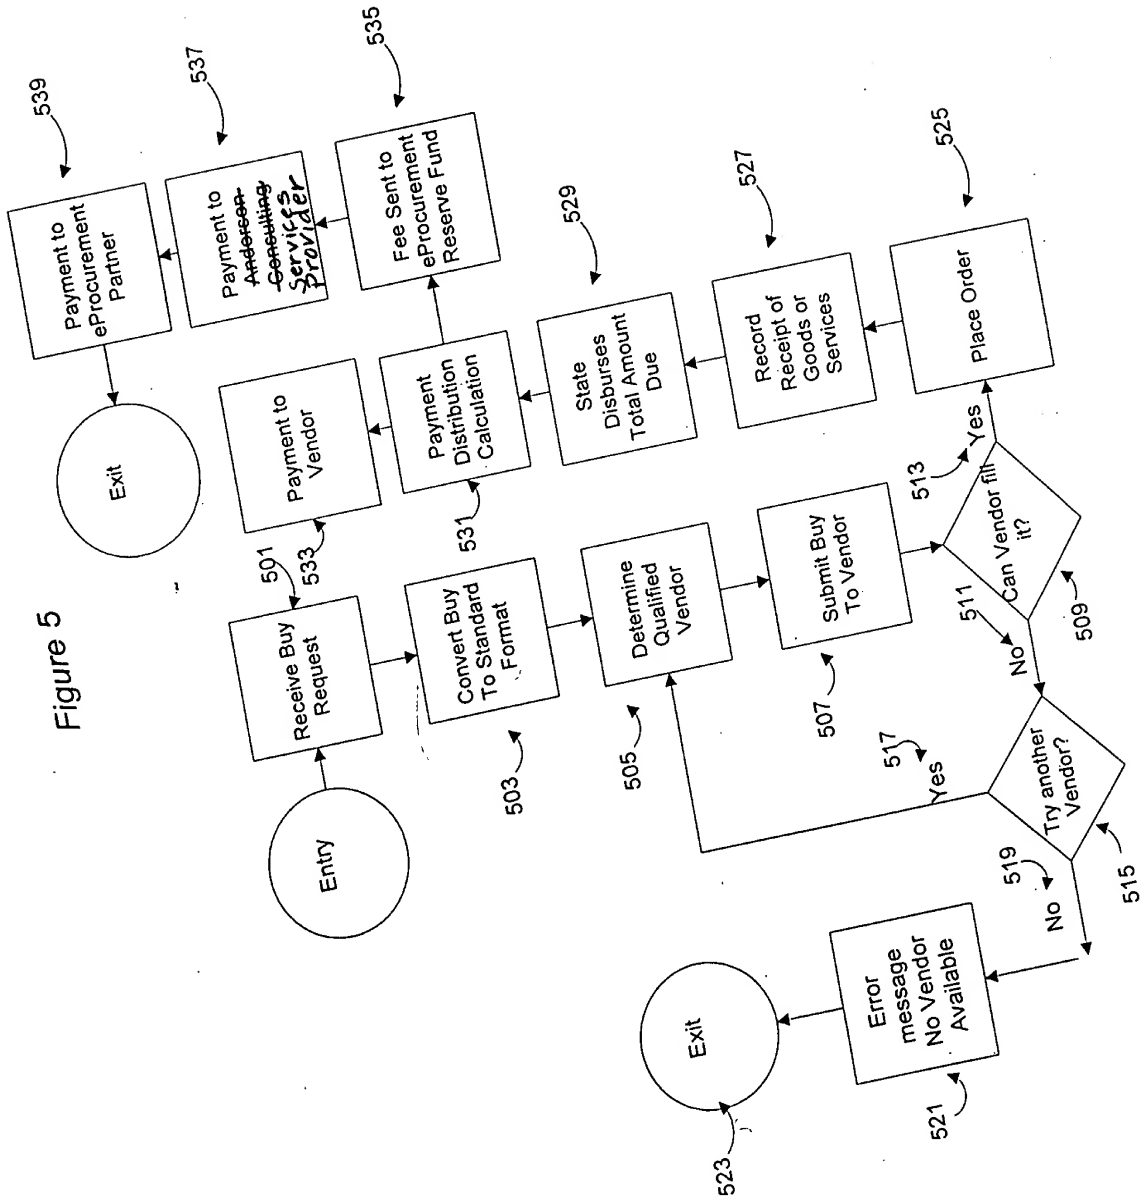 Figure 5
Entry
501
Receive Buy
Request
503
Convert Buy
To Standard
Format
505
Determine
Qualified
Vendor
507
Submit Buy
To Vendor
509
Can Vendor fill
it?
511
No
513
Yes
515
Try another
Vendor?
517
Yes
519
No
521
Error
message
No Vendor
Available
523
Exit
525
Place Order
527
Record
Receipt of
Goods or
Services
529
State
Disburses
Total Amount
Due
531
Payment
Distribution
Calculation
533
Payment to
Vendor
535
Fee Sent to
eProcurement
Reserve Fund
537
Payment to
Anderson
Consulting
Services
Provider
539
Payment to
eProcurement
Partner
Exit